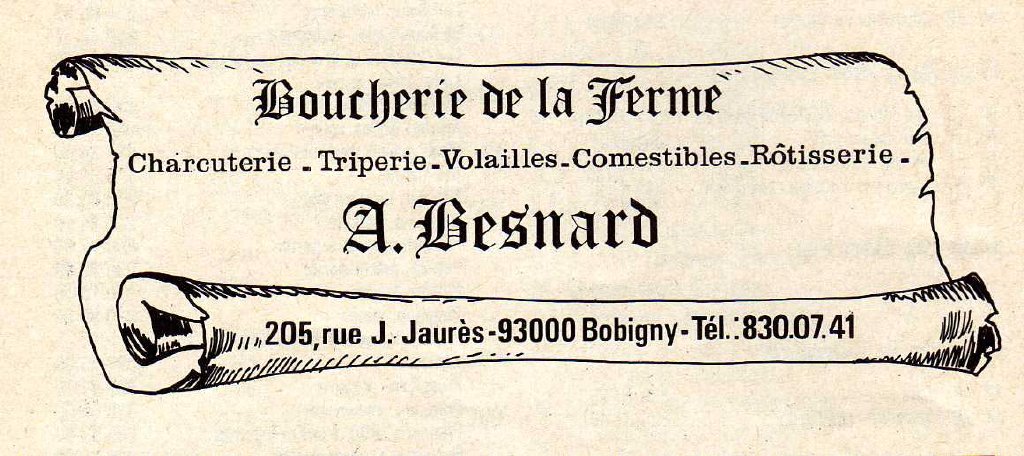 Boucherie de la Ferme
Charcuterie - Triperie - Volailles - Comestibles - Rôtisserie -
A. Besnard
205, rue J. Jaurès - 93000 Bobigny - Tél. : 830.07.41